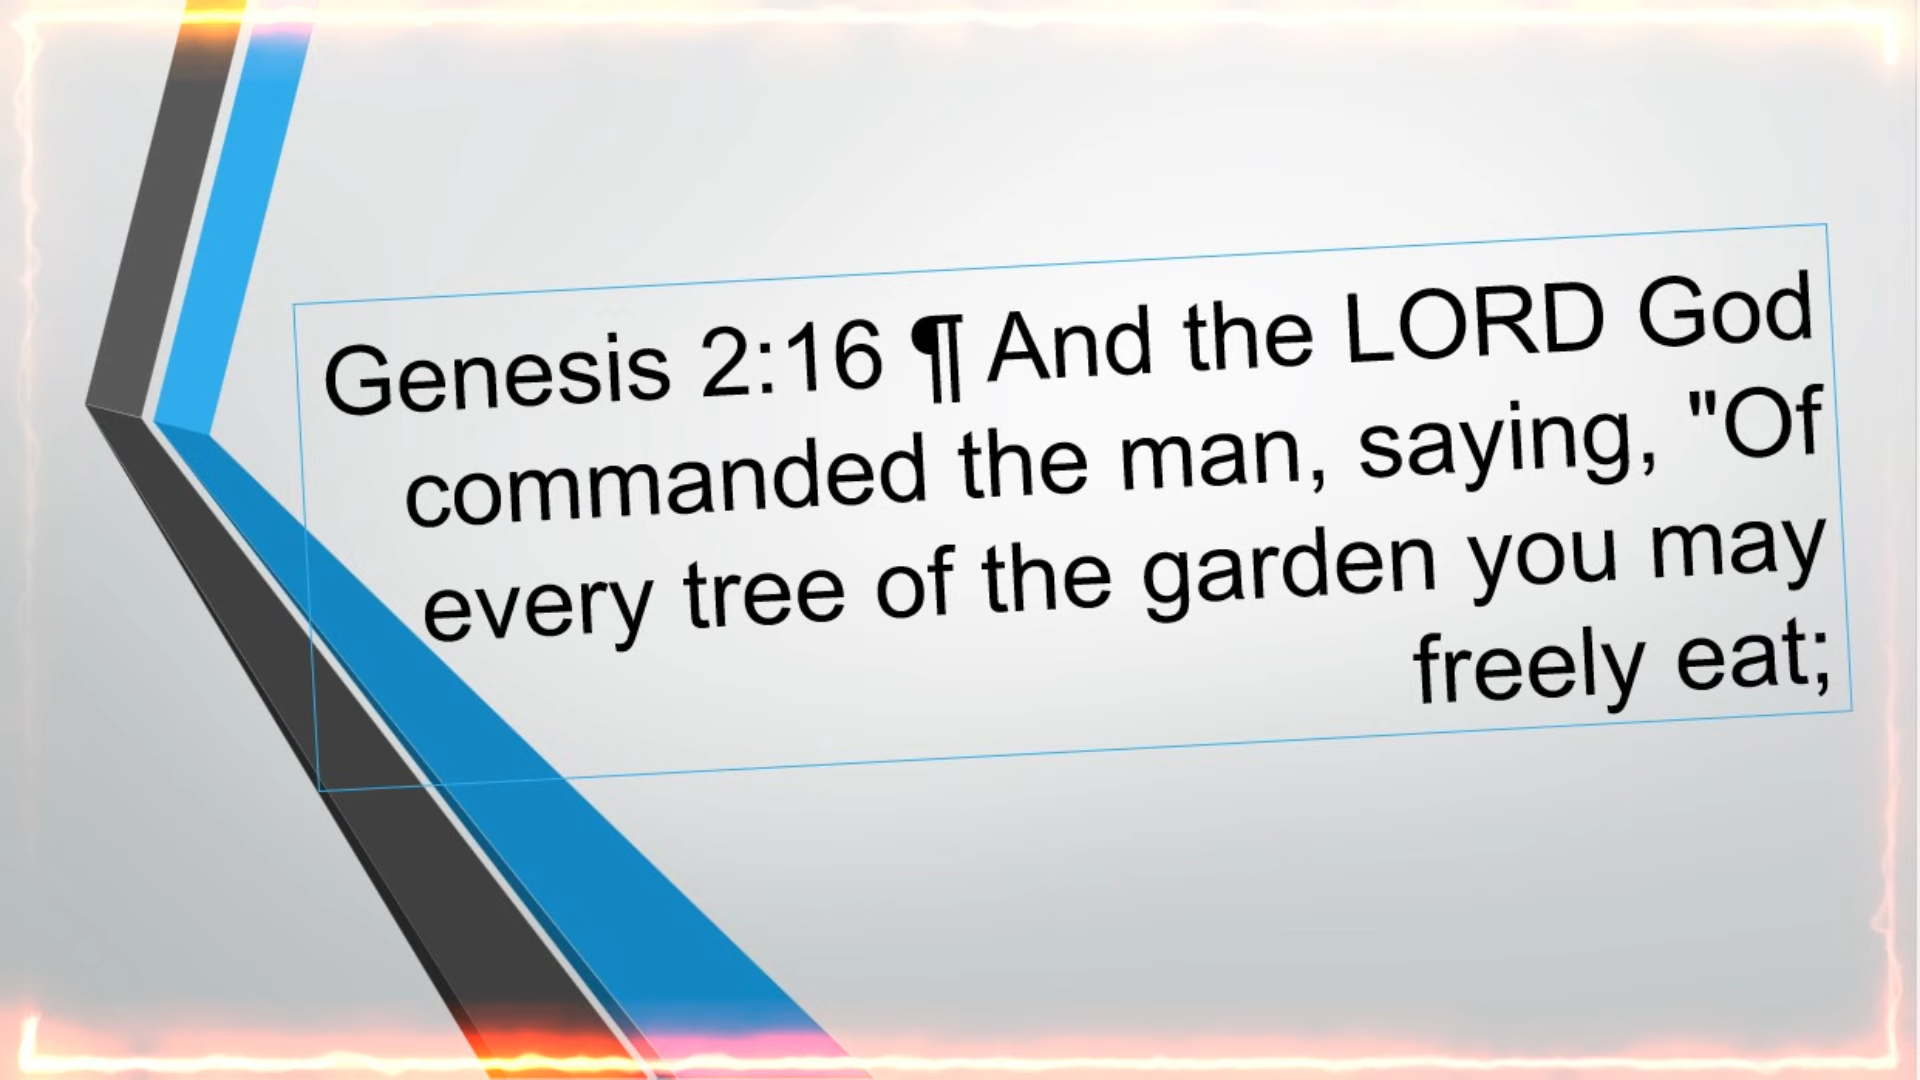 Genesis 2:16 ¶ And the LORD God
commanded the man, saying, "Of
every tree of the garden you may
freely eat;